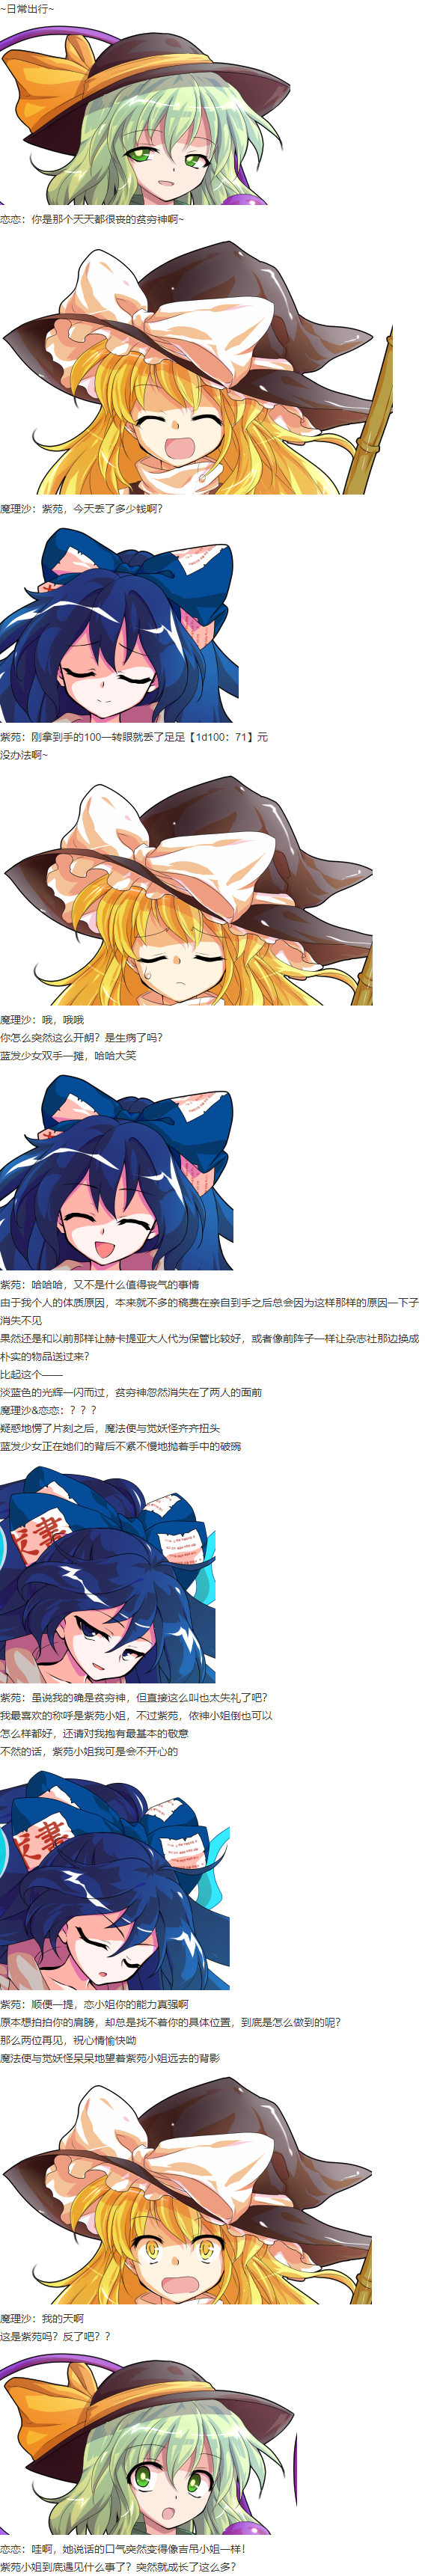 ~日常出行~
恋恋：你是那个天天都很丧的贫穷神啊~
魔理沙：紫苑，今天丢了多少钱啊？
紫苑：刚拿到手的100一转眼就丢了足足【1d100：71】元
没办法啊~
魔理沙：哦，哦哦
你怎么突然这么开朗？是生病了吗？
蓝发少女双手一摊，哈哈大笑
紫苑：哈哈哈，又不是什么值得丧气的事情
由于我个人的体质原因，本来就不多的稿费在亲自到手之后总会因为这样那样的原因一下子
消失不见
果然还是和以前那样让赫卡提亚大人代为保管比较好，或者像前阵子一样让杂志社那边换成
朴实的物品送过来？
比起这个——
淡蓝色的光辉一闪而过，贫穷神忽然消失在了两人的面前
魔理沙&恋恋：？？？
疑惑地愣了片刻之后，魔法使与觉妖怪齐齐扭头
蓝发少女正在她们的背后不紧不慢地抛着手中的破碗
紫苑：虽说我的确是贫穷神，但直接这么叫也太失礼了吧？
我最喜欢的称呼是紫苑小姐，不过紫苑，依神小姐倒也可以
怎么样都好，还请对我抱有最基本的敬意
不然的话，紫苑小姐我可是会不开心的
紫苑：顺便一提，恋小姐你的能力真强啊
原本想拍拍你的肩膀，却总是找不着你的具体位置，到底是怎么做到的呢？
那么两位再见，祝心情愉快呦
魔法使与觉妖怪呆呆地望着紫苑小姐远去的背影
魔理沙：我的天啊
这是紫苑吗？反了吧？？
恋恋：哇啊，她说话的口气突然变得像吉吊小姐一样！
紫苑小姐到底遇见什么事了？突然就成长了这么多？